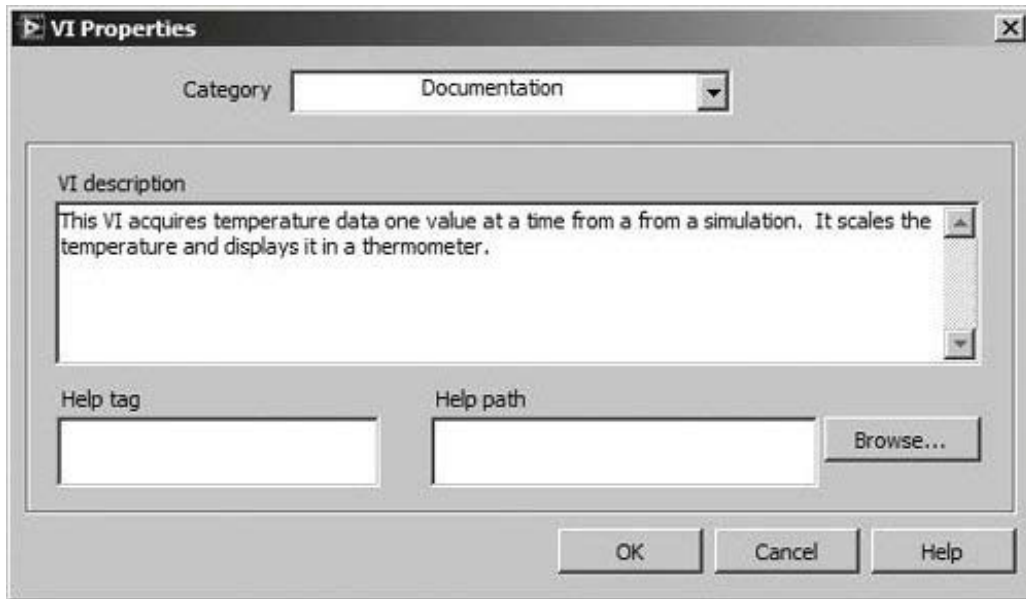 VI Properties
Category
Documentation
VI description
This VI acquires temperature data one value at a time from a from a simulation.  It scales the
temperature and displays it in a thermometer.
Help tag
Help path
Browse...
OK
Cancel
Help